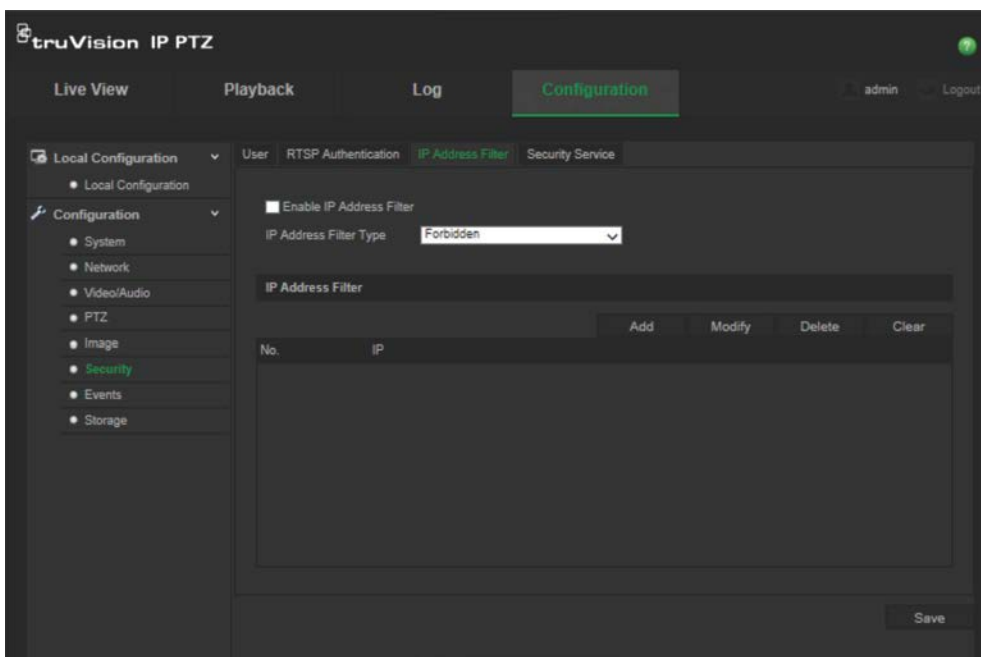 truVision IP PTZ
?
Live View Playback Log Configuration admin Logout
Local Configuration
Local Configuration
Configuration
System
Network
Video/Audio
PTZ
Image
Security
Events
Storage
User RTSP Authentication IP Address Filter Security Service
Enable IP Address Filter
IP Address Filter Type Forbidden
IP Address Filter
Add Modify Delete Clear
No. IP
Save